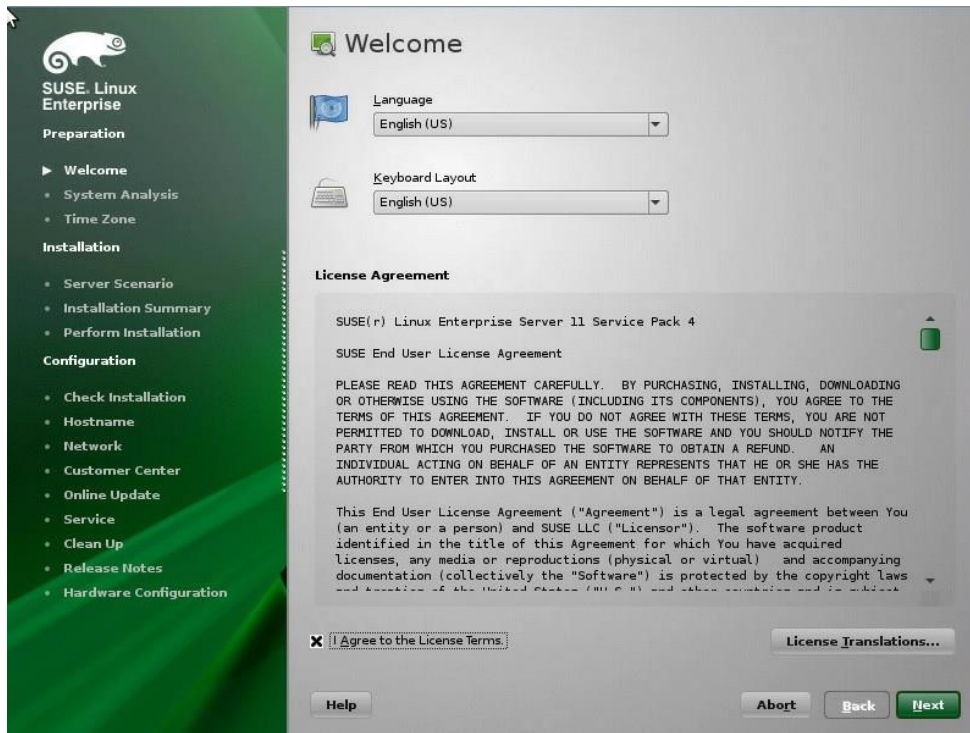 SUSE. Linux
Enterprise
Preparation
Welcome
System Analysis
Time Zone
Installation
Server Scenario
Installation Summary
Perform Installation
Configuration
Check Installation
Hostname
Network
Customer Center
Online Update
Service
Clean Up
Release Notes
Hardware Configuration
Welcome
Language
English (US)
Keyboard Layout
English (US)
License Agreement
SUSE(r) Linux Enterprise Server 11 Service Pack 4
SUSE End User License Agreement
PLEASE READ THIS AGREEMENT CAREFULLY. BY PURCHASING, INSTALLING, DOWNLOADING
OR OTHERWISE USING THE SOFTWARE (INCLUDING ITS COMPONENTS), YOU AGREE TO THE
TERMS OF THIS AGREEMENT. IF YOU DO NOT AGREE WITH THESE TERMS, YOU ARE NOT
PERMITTED TO DOWNLOAD, INSTALL OR USE THE SOFTWARE AND YOU SHOULD NOTIFY THE
PARTY FROM WHICH YOU PURCHASED THE SOFTWARE TO OBTAIN A REFUND. AN
INDIVIDUAL ACTING ON BEHALF OF AN ENTITY REPRESENTS THAT HE OR SHE HAS THE
AUTHORITY TO ENTER INTO THIS AGREEMENT ON BEHALF OF THAT ENTITY.
This End User License Agreement ("Agreement") is a legal agreement between You
(an entity or a person) and SUSE LLC ("Licensor"). The software product
identified in the title of this Agreement for which You have acquired
licenses, any media or reproductions (physical or virtual) and accompanying
documentation (collectively the "Software") is protected by the copyright laws
I Agree to the License Terms.
License Translations...
Help
Abort
Back
Next